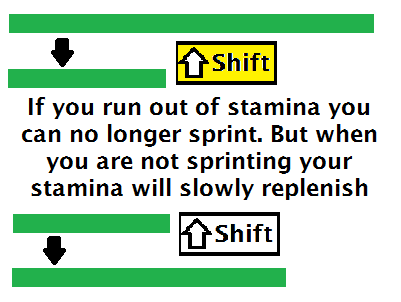 Shift
If you run out of stamina you
can no longer sprint. But when
you are not sprinting your
stamina will slowly replenish
Shift